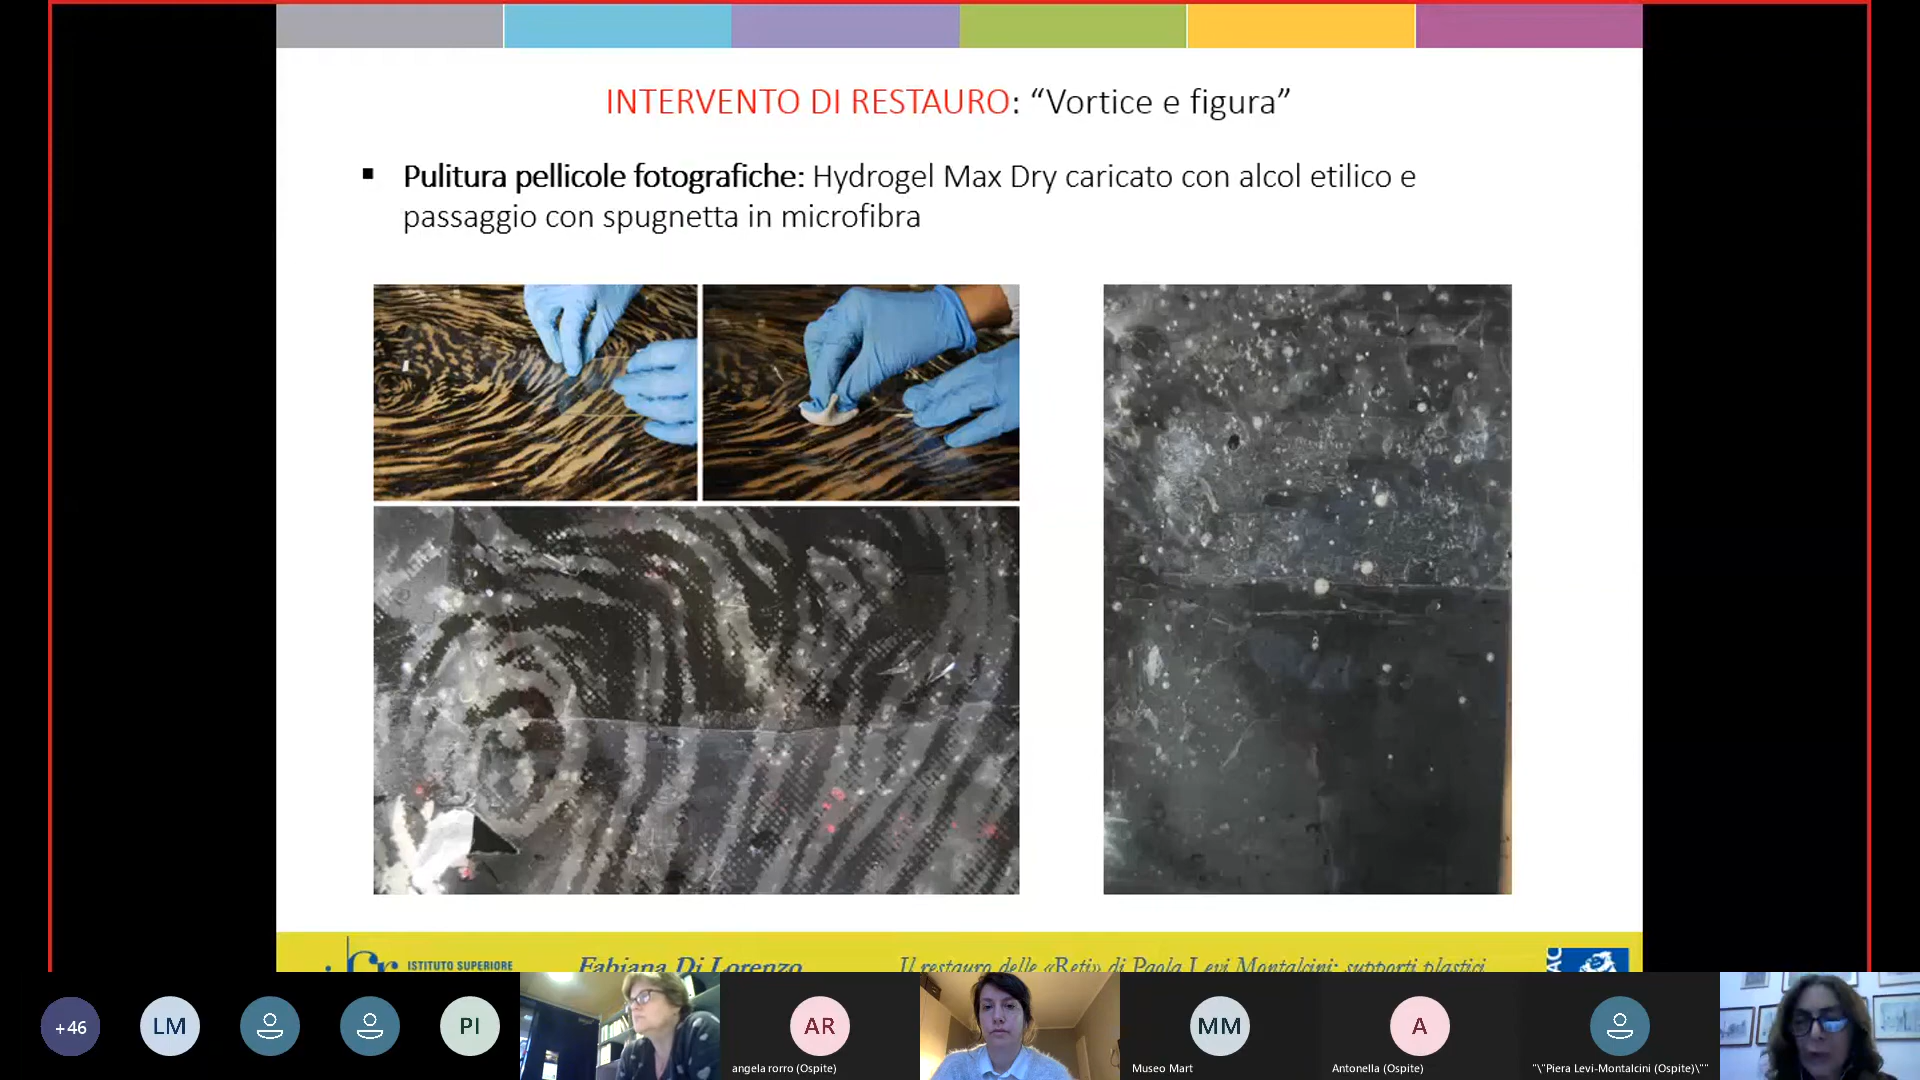 INTERVENTO DI RESTAURO: “Vortice e figura”
▪ Pulitura pellicole fotografiche: Hydrogel Max Dry caricato con alcol etilico e
passaggio con spugnetta in microfibra
ISTITUTO SUPERIORE
Fabiana Di Lorenzo
Il restauro delle «Reti» di Paola Levi Montalcini: supporti plastici
AC
+46
LM
PI
AR
angela rorro (Ospite)
MM
Museo Mart
A
Antonella (Ospite)
"\"Piera Levi-Montalcini (Ospite)\""